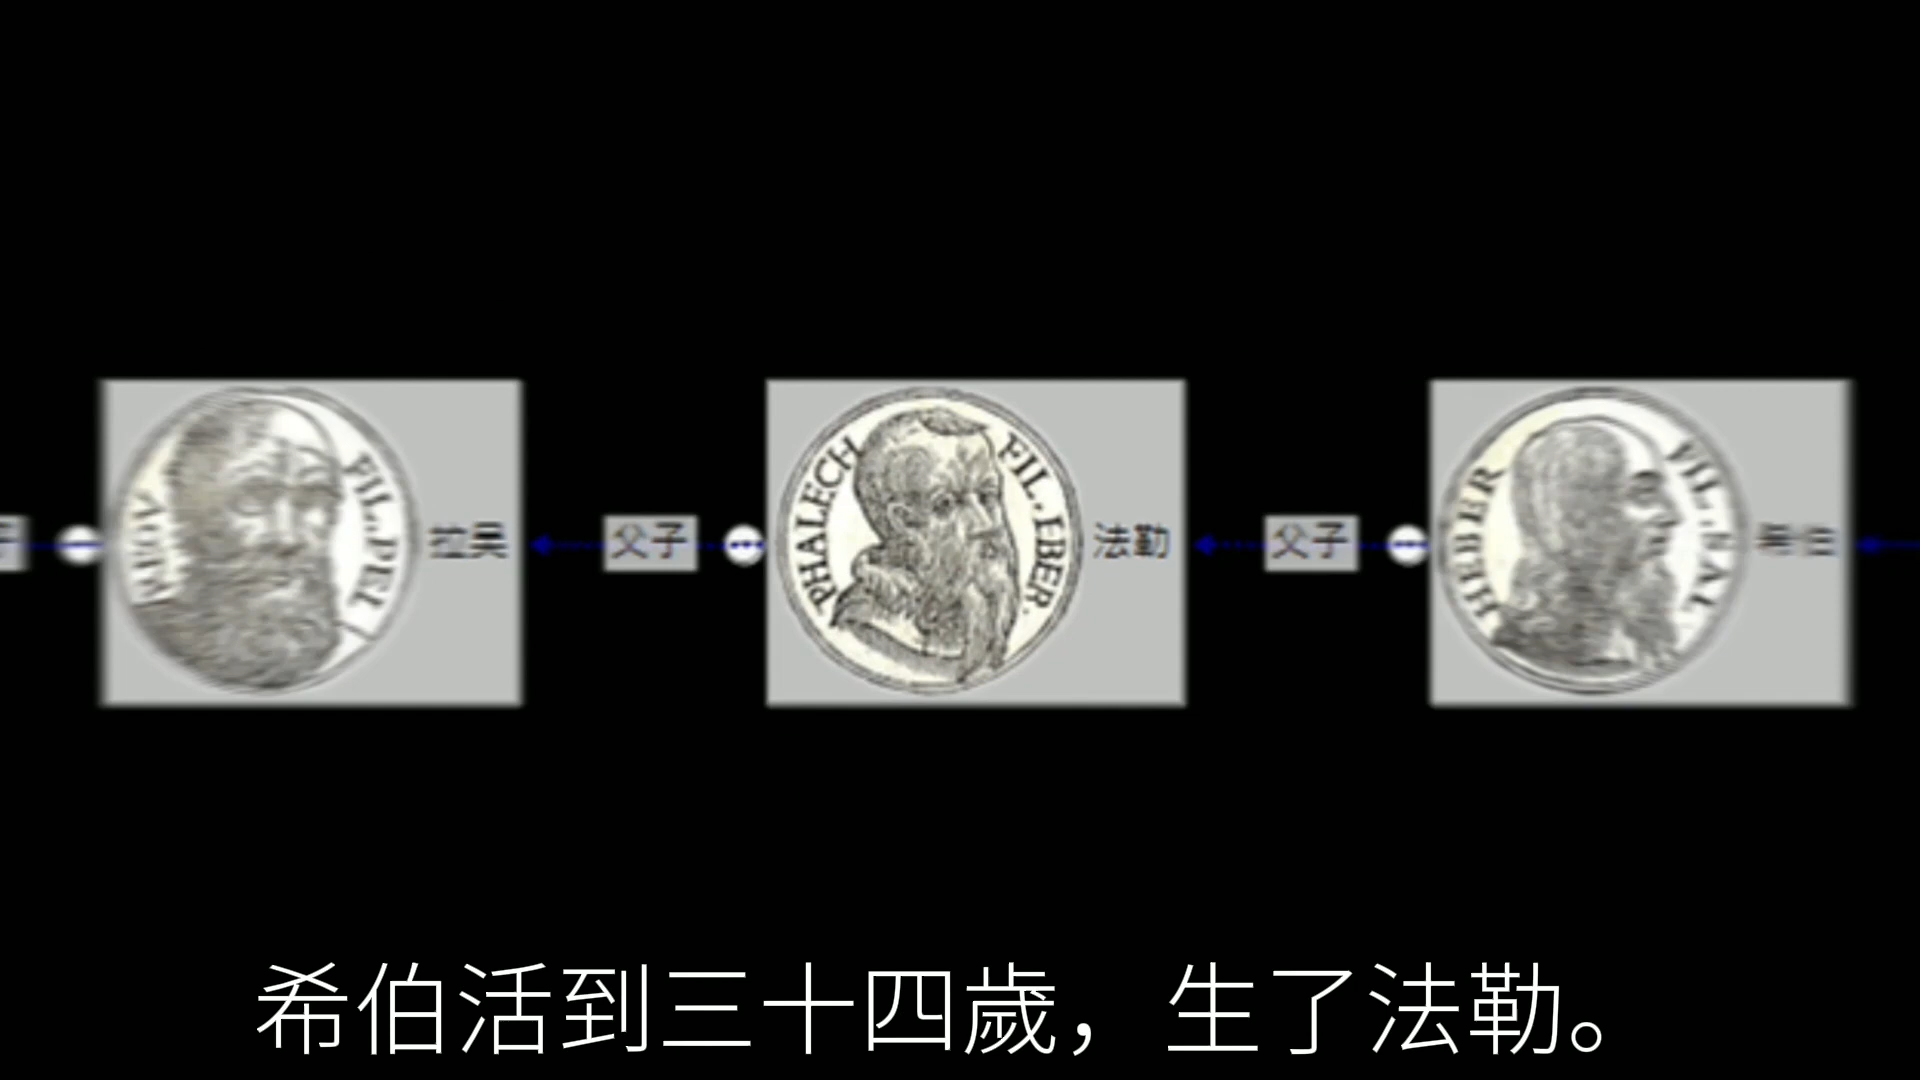 REOV FIL. PEL
拉吴
父子
PHALECH FIL. EBER.
法勒
父子
HEBER FIL. SAL
希伯
希伯活到三十四歲，生了法勒。